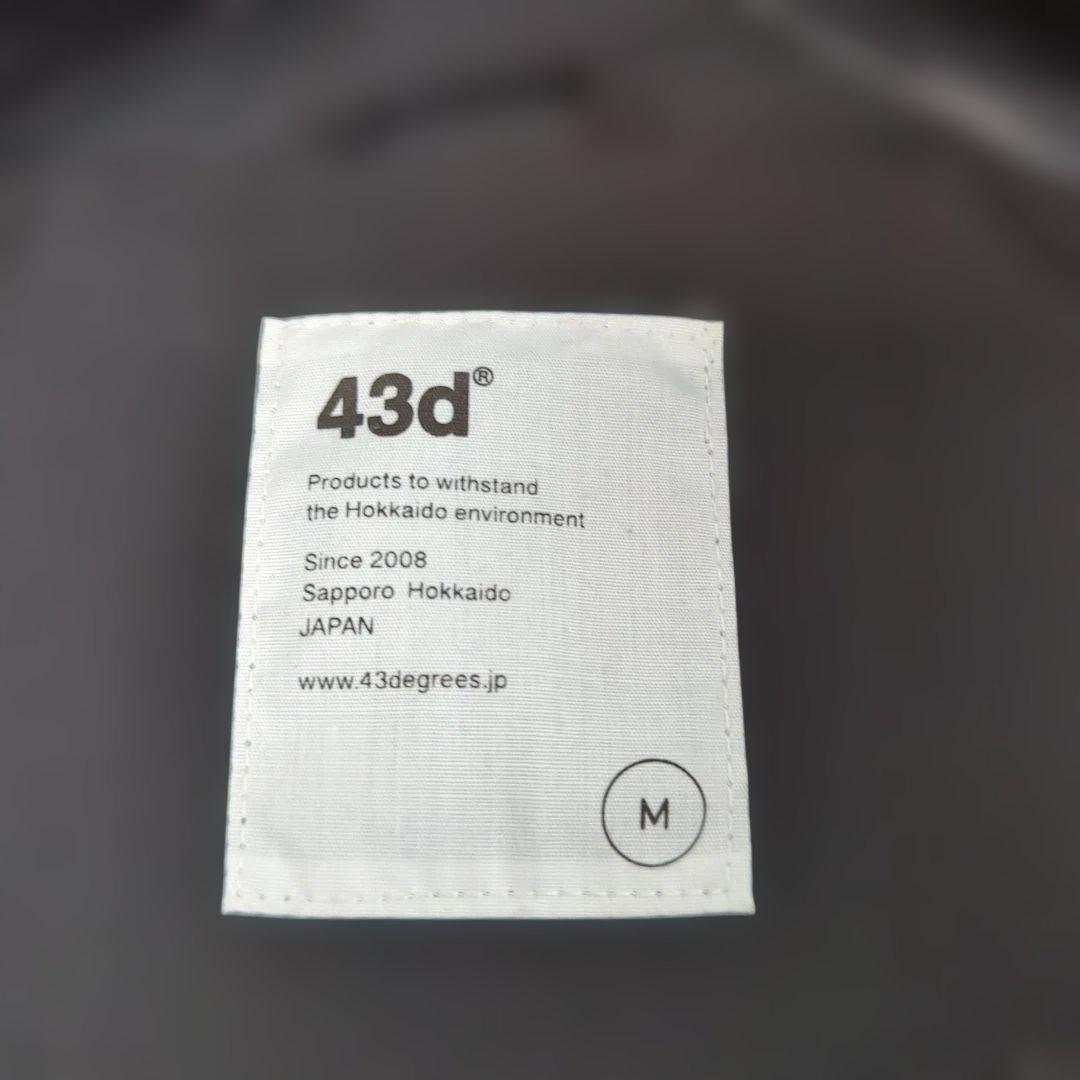 43d®
Products to withstand
the Hokkaido environment
Since 2008
Sapporo Hokkaido
JAPAN
www.43degrees.jp
M